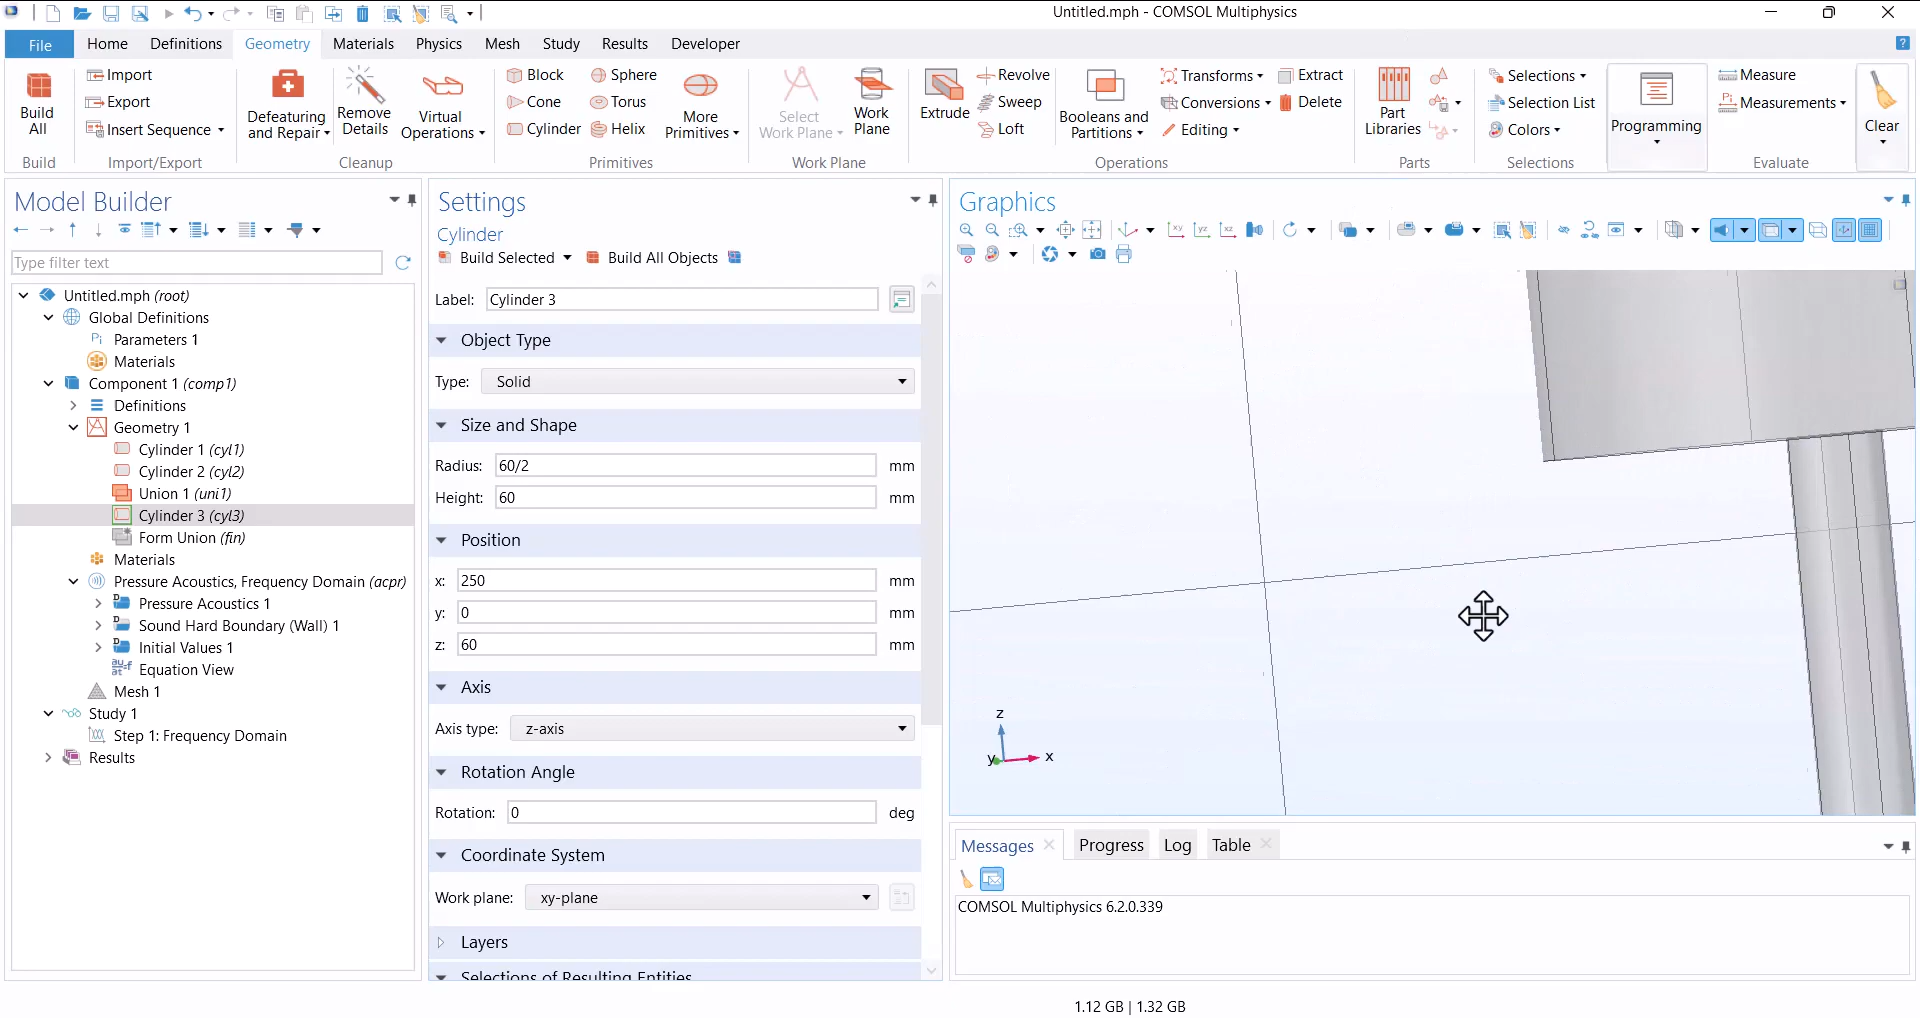 Untitled.mph - COMSOL Multiphysics
File Home Definitions Geometry Materials Physics Mesh Study Results Developer
Build All
Build
Import
Export
Insert Sequence
Import/Export
Defeaturing and Repair
Remove Details
Virtual Operations
Cleanup
Block
Cone
Cylinder
Sphere
Torus
Helix
More Primitives
Primitives
Select Work Plane
Work Plane
Work Plane
Extrude
Revolve
Sweep
Loft
Booleans and Partitions
Transforms
Conversions
Editing
Extract
Delete
Operations
Part Libraries
Parts
Selections
Selection List
Colors
Selections
Programming
Measure
Measurements
Evaluate
Clear
Model Builder
Type filter text
Untitled.mph (root)
Global Definitions
Pi Parameters 1
Materials
Component 1 (comp1)
Definitions
Geometry 1
Cylinder 1 (cyl1)
Cylinder 2 (cyl2)
Union 1 (uni1)
Cylinder 3 (cyl3)
Form Union (fin)
Materials
Pressure Acoustics, Frequency Domain (acpr)
Pressure Acoustics 1
Sound Hard Boundary (Wall) 1
Initial Values 1
Equation View
Mesh 1
Study 1
Step 1: Frequency Domain
Results
Settings
Cylinder
Build Selected Build All Objects
Label: Cylinder 3
Object Type
Type: Solid
Size and Shape
Radius: 60/2 mm
Height: 60 mm
Position
x: 250 mm
y: 0 mm
z: 60 mm
Axis
Axis type: z-axis
Rotation Angle
Rotation: 0 deg
Coordinate System
Work plane: xy-plane
Layers
Selections of Resulting Entities
Graphics
xy yz xz
z
y x
Messages Progress Log Table
COMSOL Multiphysics 6.2.0.339
1.12 GB | 1.32 GB